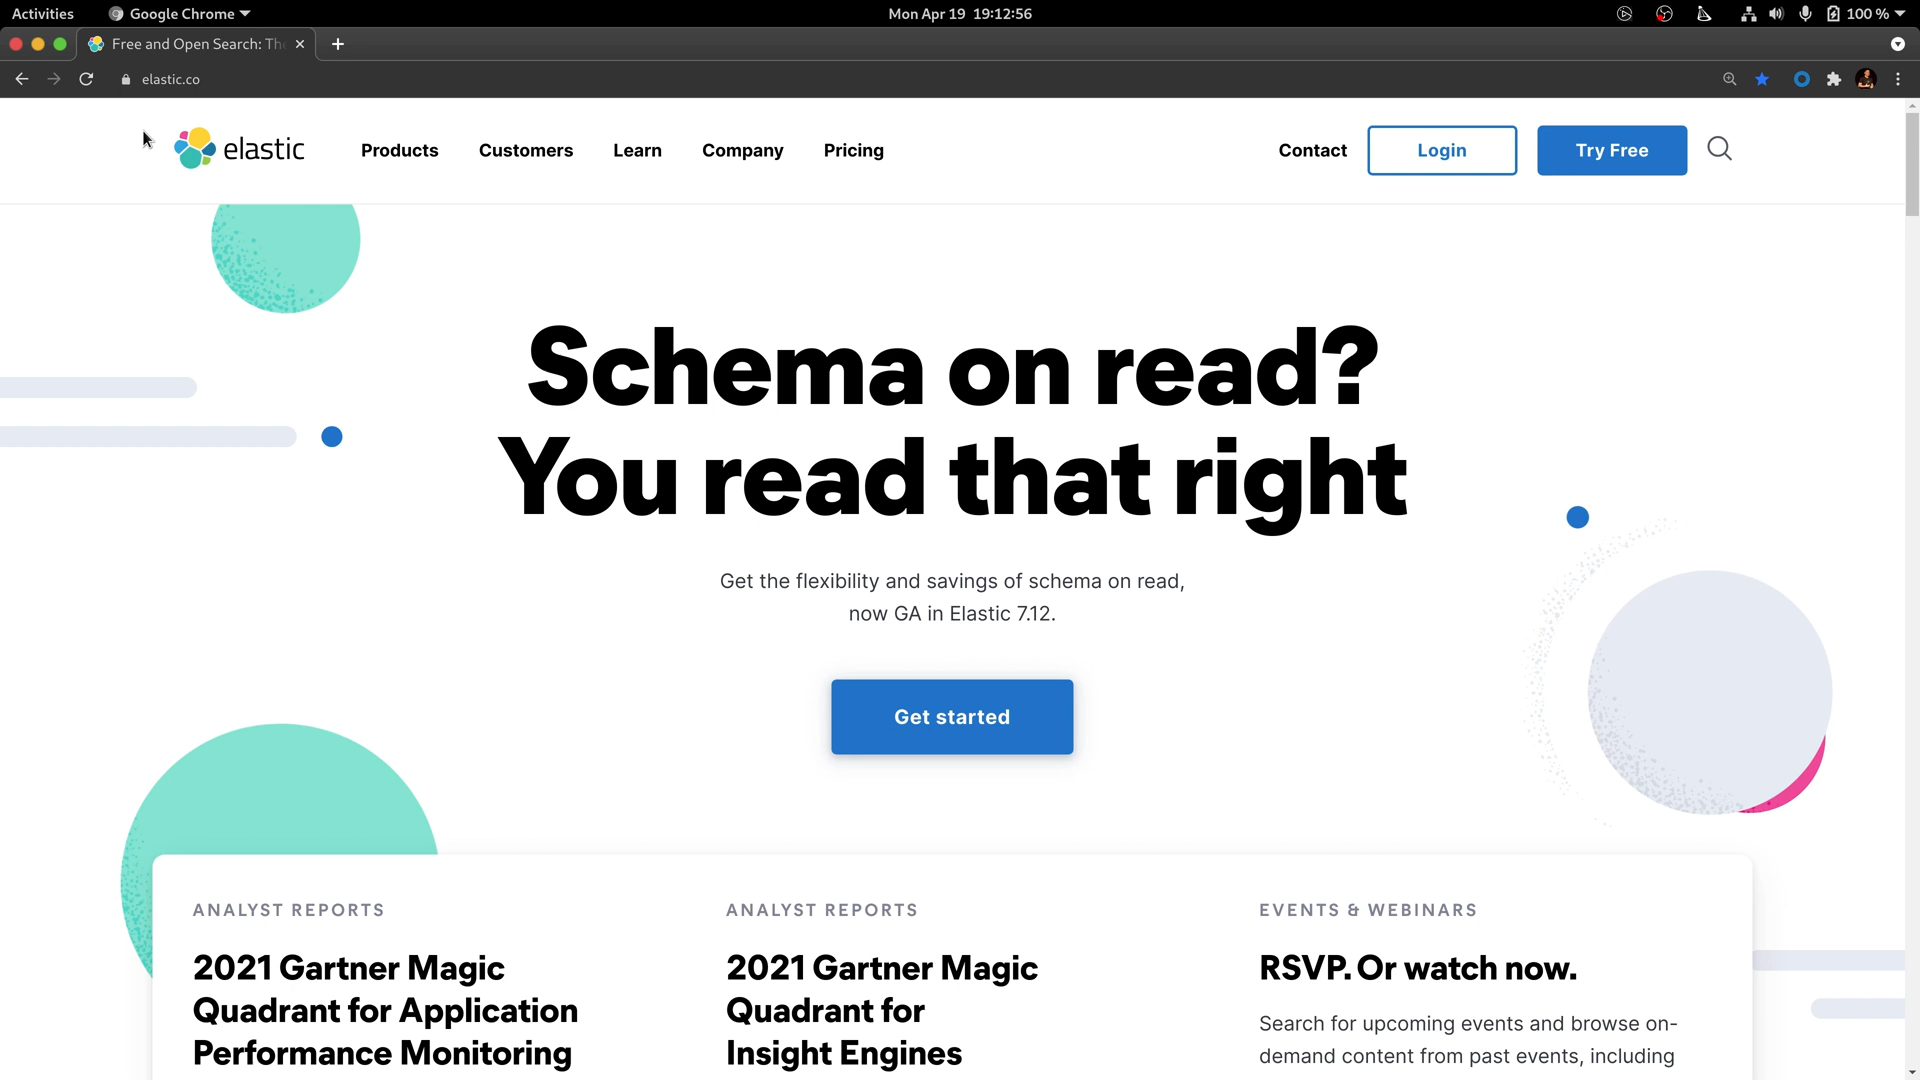 Activities
Google Chrome
Mon Apr 19 19:12:56
100 %
Free and Open Search: Th
elastic.co
elastic
Products
Customers
Learn
Company
Pricing
Contact
Login
Try Free
Schema on read?
You read that right
Get the flexibility and savings of schema on read,
now GA in Elastic 7.12.
Get started
ANALYST REPORTS
2021 Gartner Magic
Quadrant for Application
Performance Monitoring
ANALYST REPORTS
2021 Gartner Magic
Quadrant for
Insight Engines
EVENTS & WEBINARS
RSVP. Or watch now.
Search for upcoming events and browse on-
demand content from past events, including